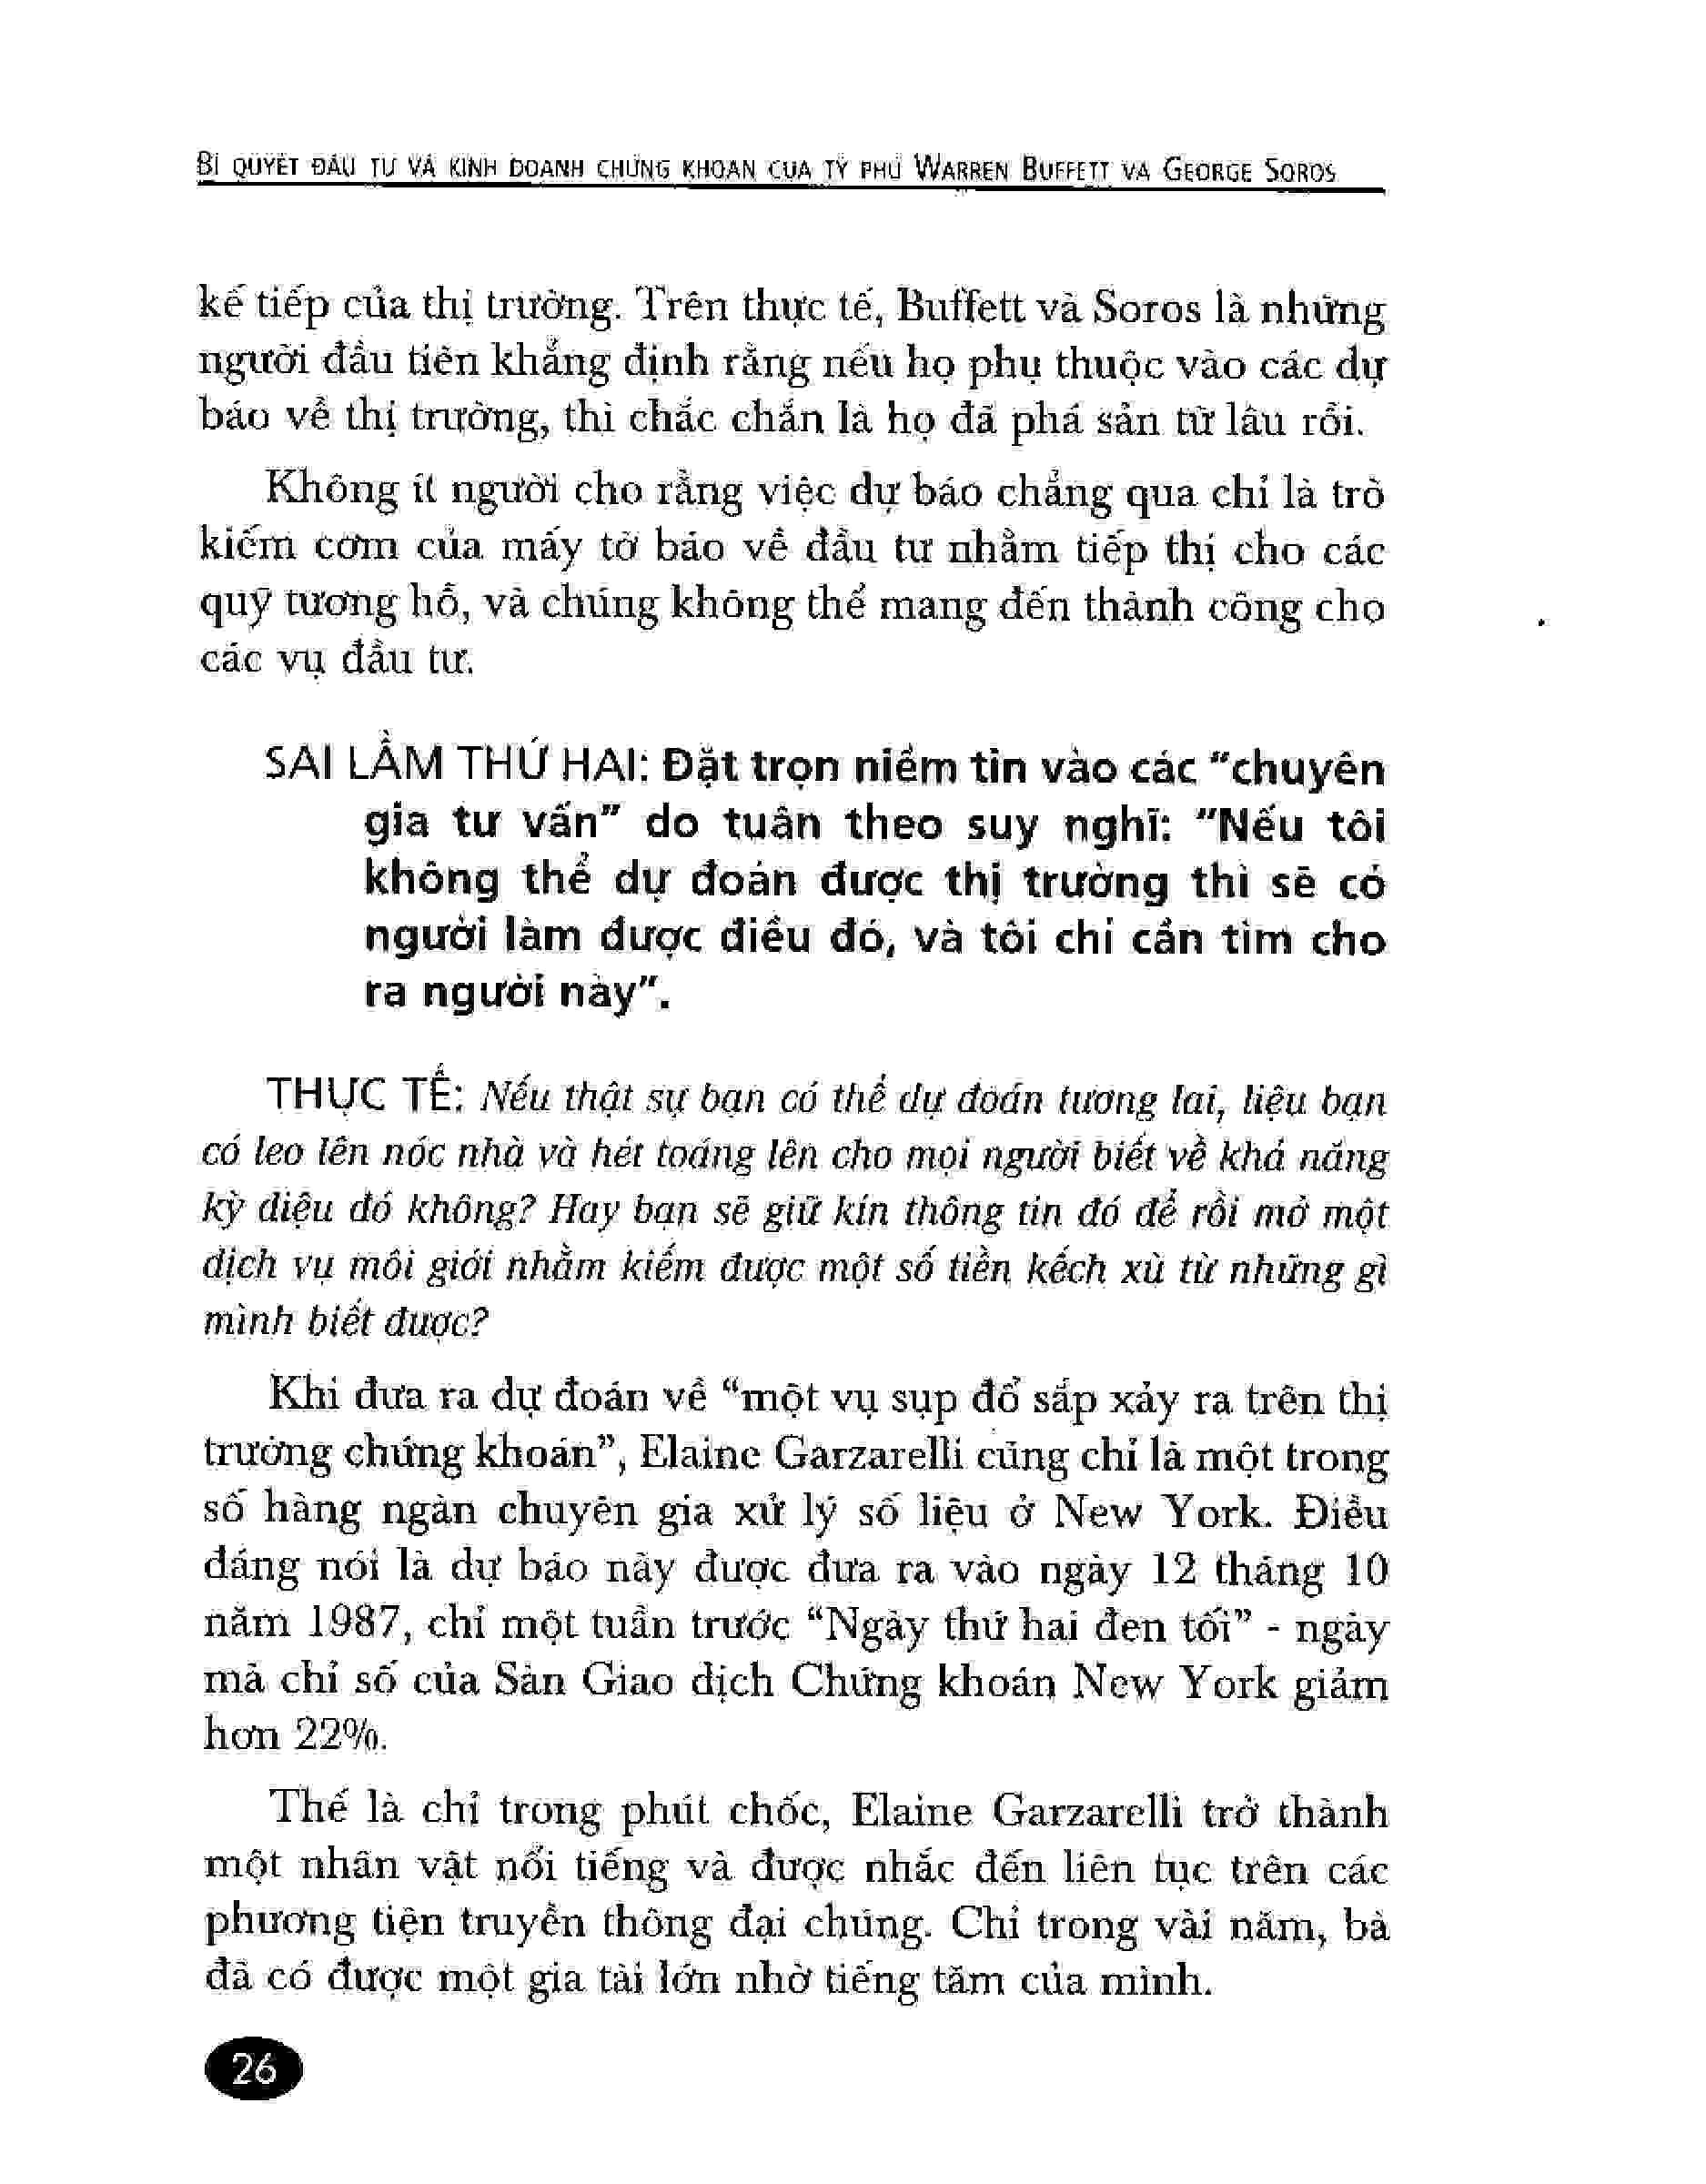 BÍ QUYẾT ĐẦU TƯ VÀ KINH DOANH CHỨNG KHOÁN CỦA TỶ PHÚ WARREN BUFFETT VÀ GEORGE SOROS
kế tiếp của thị trường. Trên thực tế, Buffett và Soros là những
người đầu tiên khẳng định rằng nếu họ phụ thuộc vào các dự
báo về thị trường, thì chắc chắn là họ đã phá sản từ lâu rồi.
Không ít người cho rằng việc dự báo chẳng qua chỉ là trò
kiếm cơm của mấy tờ báo về đầu tư nhằm tiếp thị cho các
quỹ tương hỗ, và chúng không thể mang đến thành công cho
các vụ đầu tư.
SAI LẦM THỨ HAI: Đặt trọn niềm tin vào các "chuyên
gia tư vấn" do tuân theo suy nghĩ: "Nếu tôi
không thể dự đoán được thị trường thì sẽ có
người làm được điều đó, và tôi chỉ cần tìm cho
ra người này".
THỰC TẾ: Nếu thật sự bạn có thể dự đoán tương lai, liệu bạn
có leo lên nóc nhà và hét toáng lên cho mọi người biết về khả năng
kỳ diệu đó không? Hay bạn sẽ giữ kín thông tin đó để rồi mở một
dịch vụ môi giới nhằm kiếm được một số tiền kếch xù từ những gì
mình biết được?
Khi đưa ra dự đoán về “một vụ sụp đổ sắp xảy ra trên thị
trường chứng khoán”, Elaine Garzarelli cũng chỉ là một trong
số hàng ngàn chuyên gia xử lý số liệu ở New York. Điều
đáng nói là dự báo này được đưa ra vào ngày 12 tháng 10
năm 1987, chỉ một tuần trước “Ngày thứ hai đen tối” - ngày
mà chỉ số của Sàn Giao dịch Chứng khoán New York giảm
hơn 22%.
Thế là chỉ trong phút chốc, Elaine Garzarelli trở thành
một nhân vật nổi tiếng và được nhắc đến liên tục trên các
phương tiện truyền thông đại chúng. Chỉ trong vài năm, bà
đã có được một gia tài lớn nhờ tiếng tăm của mình.
26